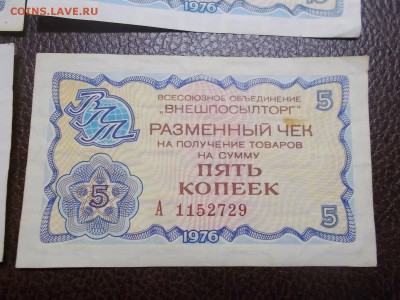 COINS.LAVE.RU
1976
15
ВПТ
ВСЕСОЮЗНОЕ ОБЪЕДИНЕНИЕ
"ВНЕШПОСЫЛТОРГ"
5
РАЗМЕННЫЙ ЧЕК
НА ПОЛУЧЕНИЕ ТОВАРОВ
НА СУММУ
ПЯТЬ
КОПЕЕК
5
А 1152729
5
1976